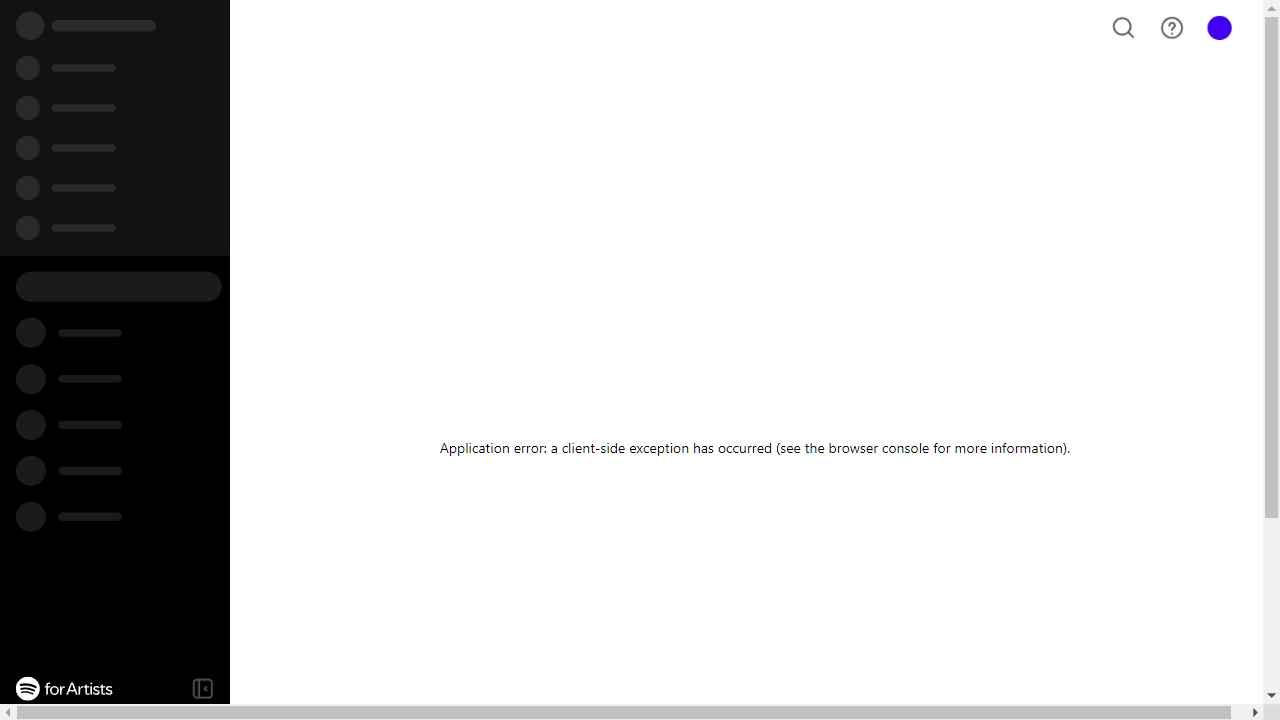 Application error: a client-side exception has occurred (see the browser console for more information).
for Artists